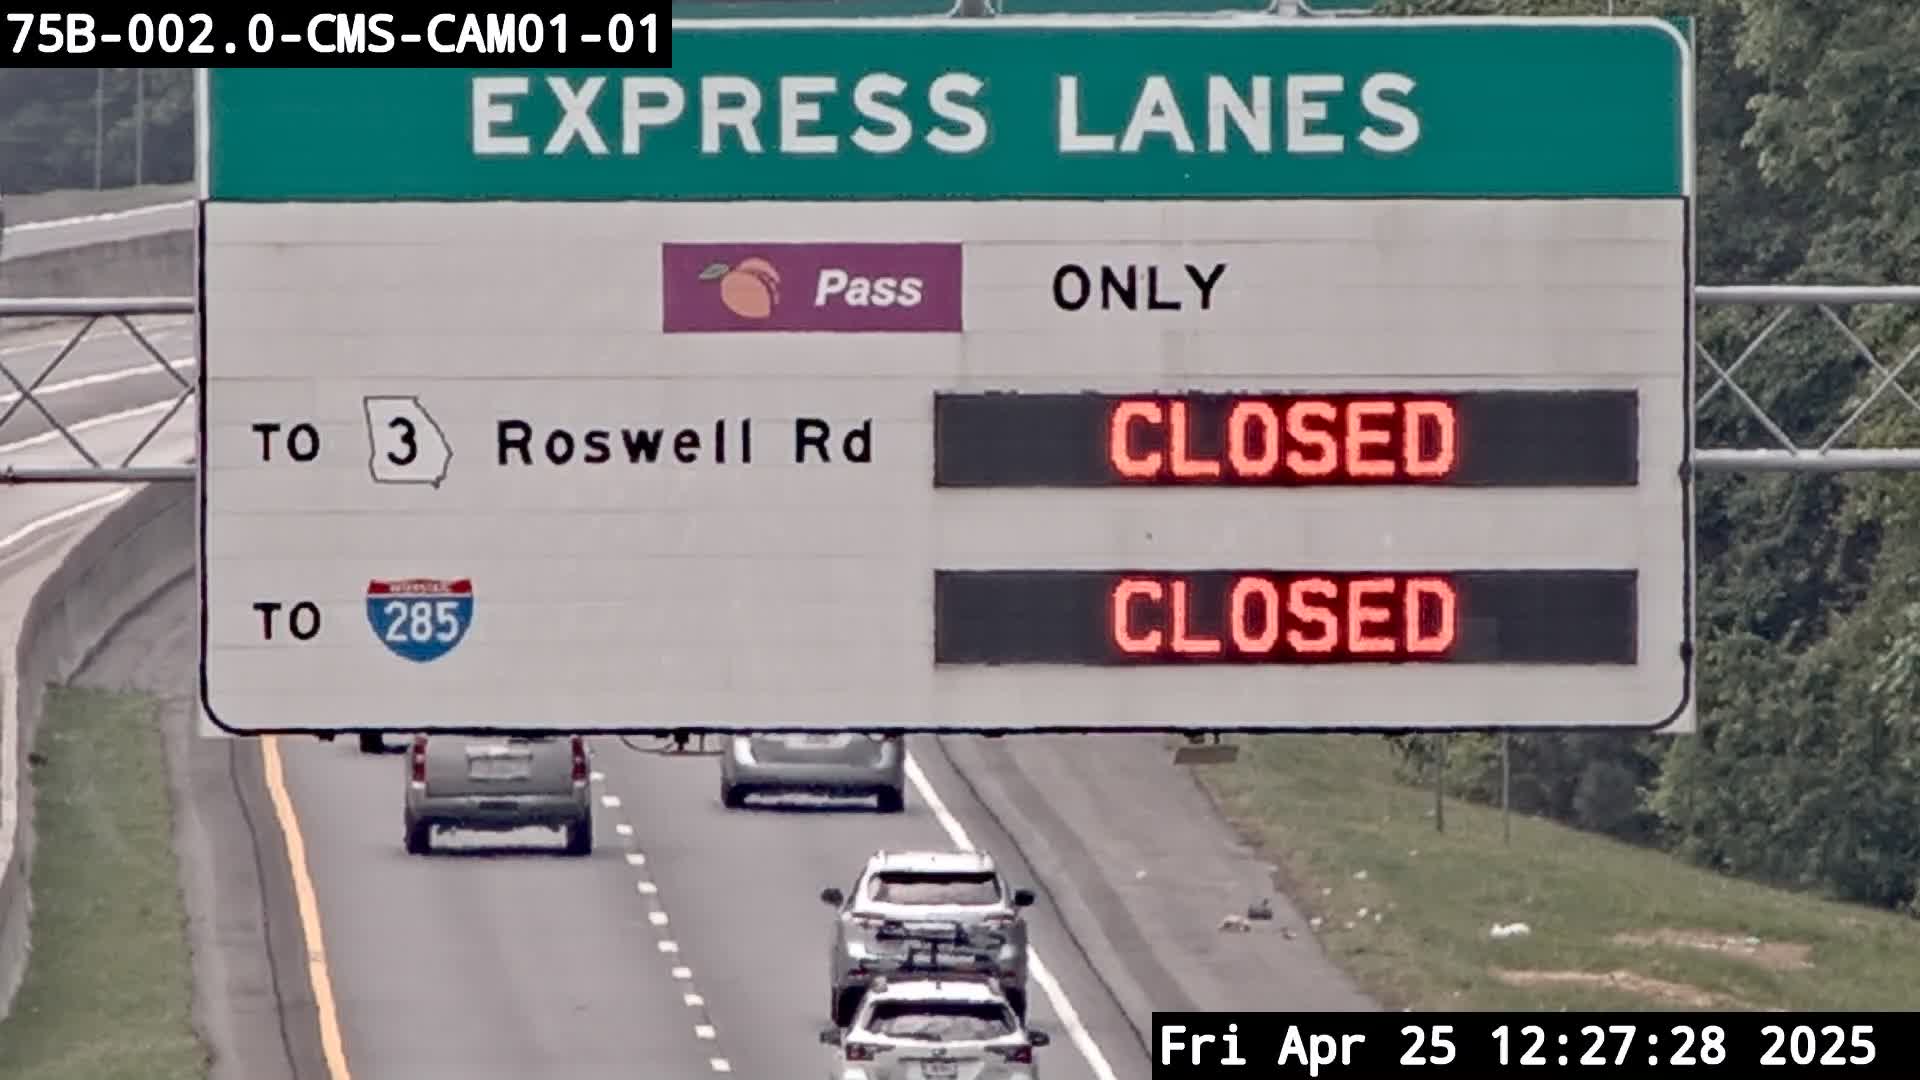 75B-002.0-CMS-CAM01-01
EXPRESS LANES
Pass ONLY
TO 3 Roswell Rd CLOSED
TO INTERSTATE 285 CLOSED
Fri Apr 25 12:27:28 2025